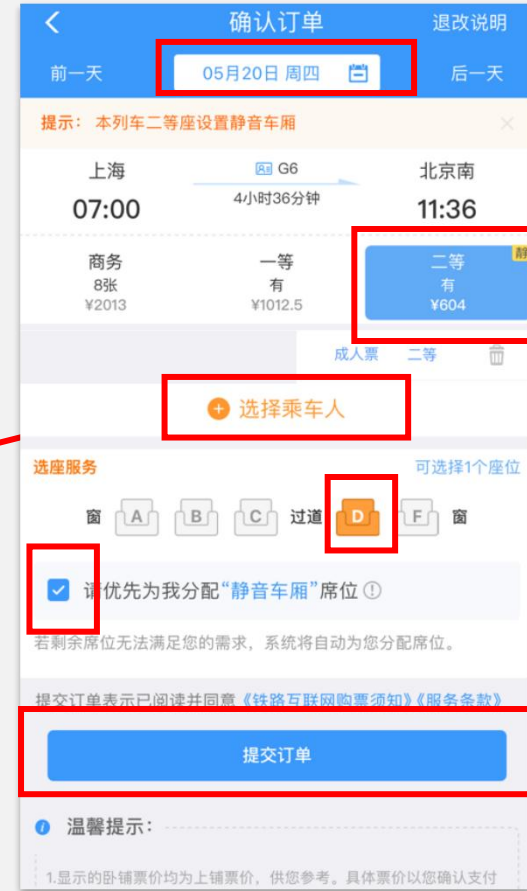 确认订单 退改说明
前一天 05月20日 周四 后一天
提示：本列车二等座设置静音车厢
上海 G6 北京南
07:00 4小时36分钟 11:36
商务 一等 二等 静
8张 有 有
¥2013 ¥1012.5 ¥604
成人票 二等
选择乘车人
选座服务 可选择1个座位
窗 A B C 过道 D F 窗
请优先为我分配“静音车厢”席位
若剩余席位无法满足您的需求，系统将自动为您分配席位。
提交订单表示已阅读并同意《铁路互联网购票须知》《服务条款》
提交订单
温馨提示：
1.显示的卧铺票价均为上铺票价，供您参考。具体票价以您确认支付